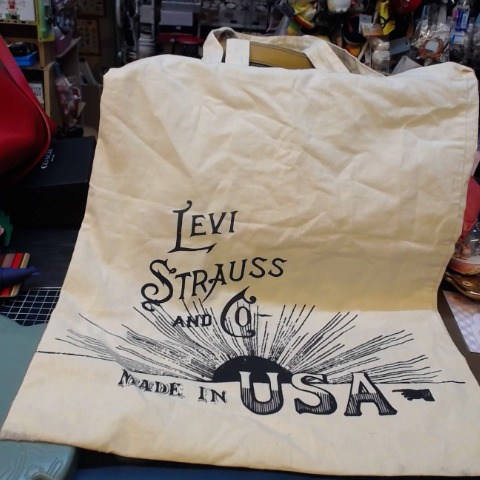 LEVI
STRAUSS
AND CO
MADE IN USA